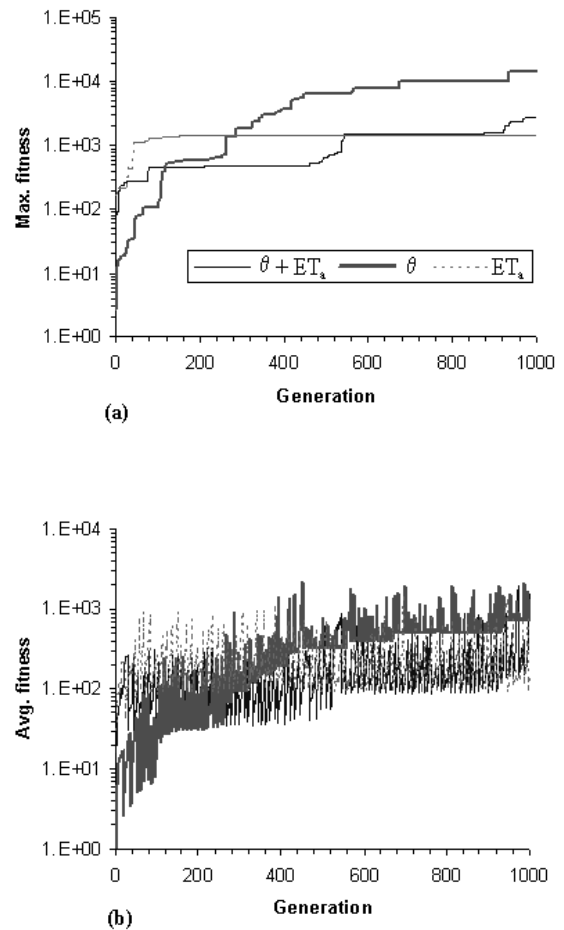 1.E+05
1.E+04
1.E+03
1.E+02
1.E+01
1.E+00
Max. fitness
θ + ETₐ θ ETₐ
0 200 400 600 800 1000
Generation
(a)
1.E+04
1.E+03
1.E+02
1.E+01
1.E+00
Avg. fitness
0 200 400 600 800 1000
Generation
(b)